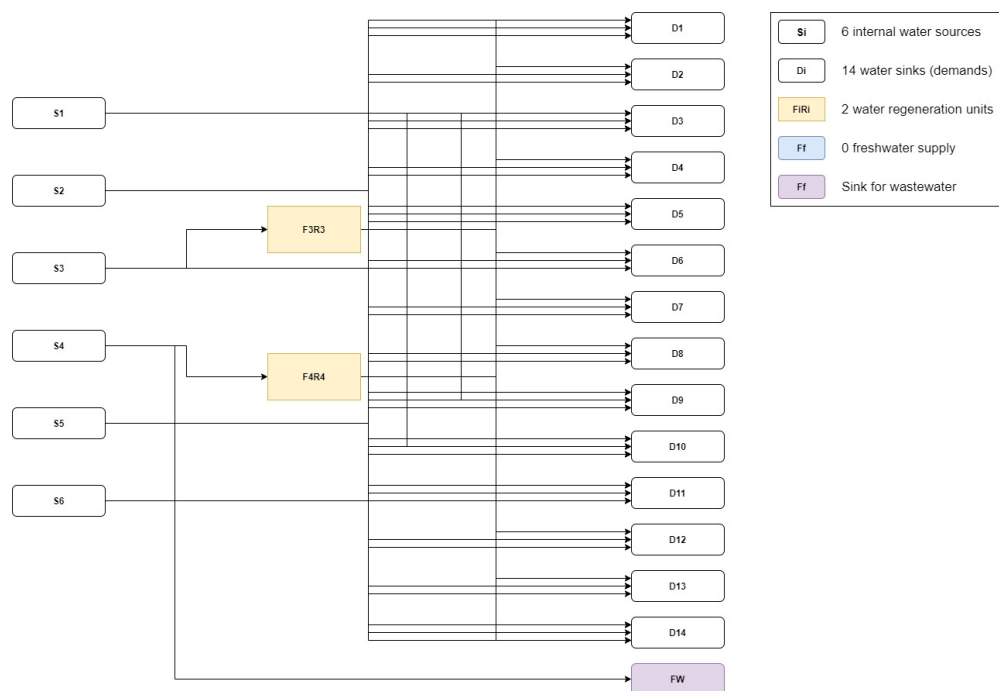 S1
S2
S3
S4
S5
S6
F3R3
F4R4
D1
D2
D3
D4
D5
D6
D7
D8
D9
D10
D11
D12
D13
D14
FW
Si 6 internal water sources
Di 14 water sinks (demands)
FiRi 2 water regeneration units
Ff 0 freshwater supply
Ff Sink for wastewater